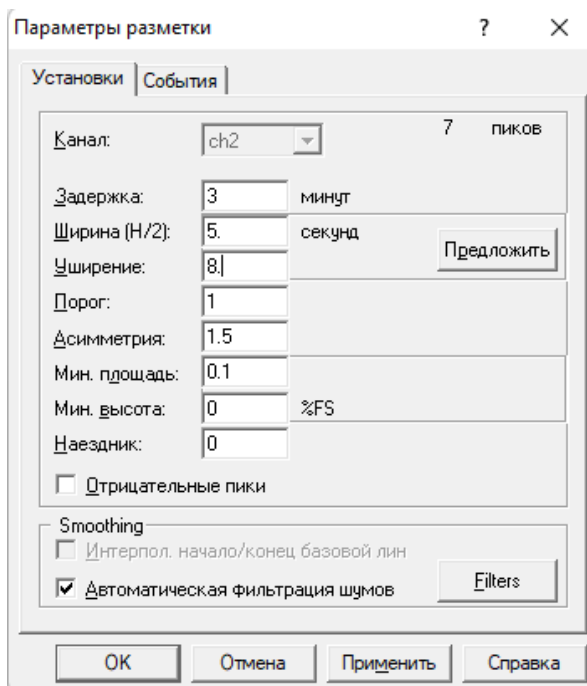 Параметры разметки ? ×
Установки События
Канал: ch2 7 пиков
Задержка: 3 минут
Ширина (H/2): 5. секунд
Предложить
Уширение: 8.
Порог: 1
Асимметрия: 1.5
Мин. площадь: 0.1
Мин. высота: 0 %FS
Наездник: 0
Отрицательные пики
Smoothing
Интерпол. начало/конец базовой лин
Автоматическая фильтрация шумов Filters
OK Отмена Применить Справка